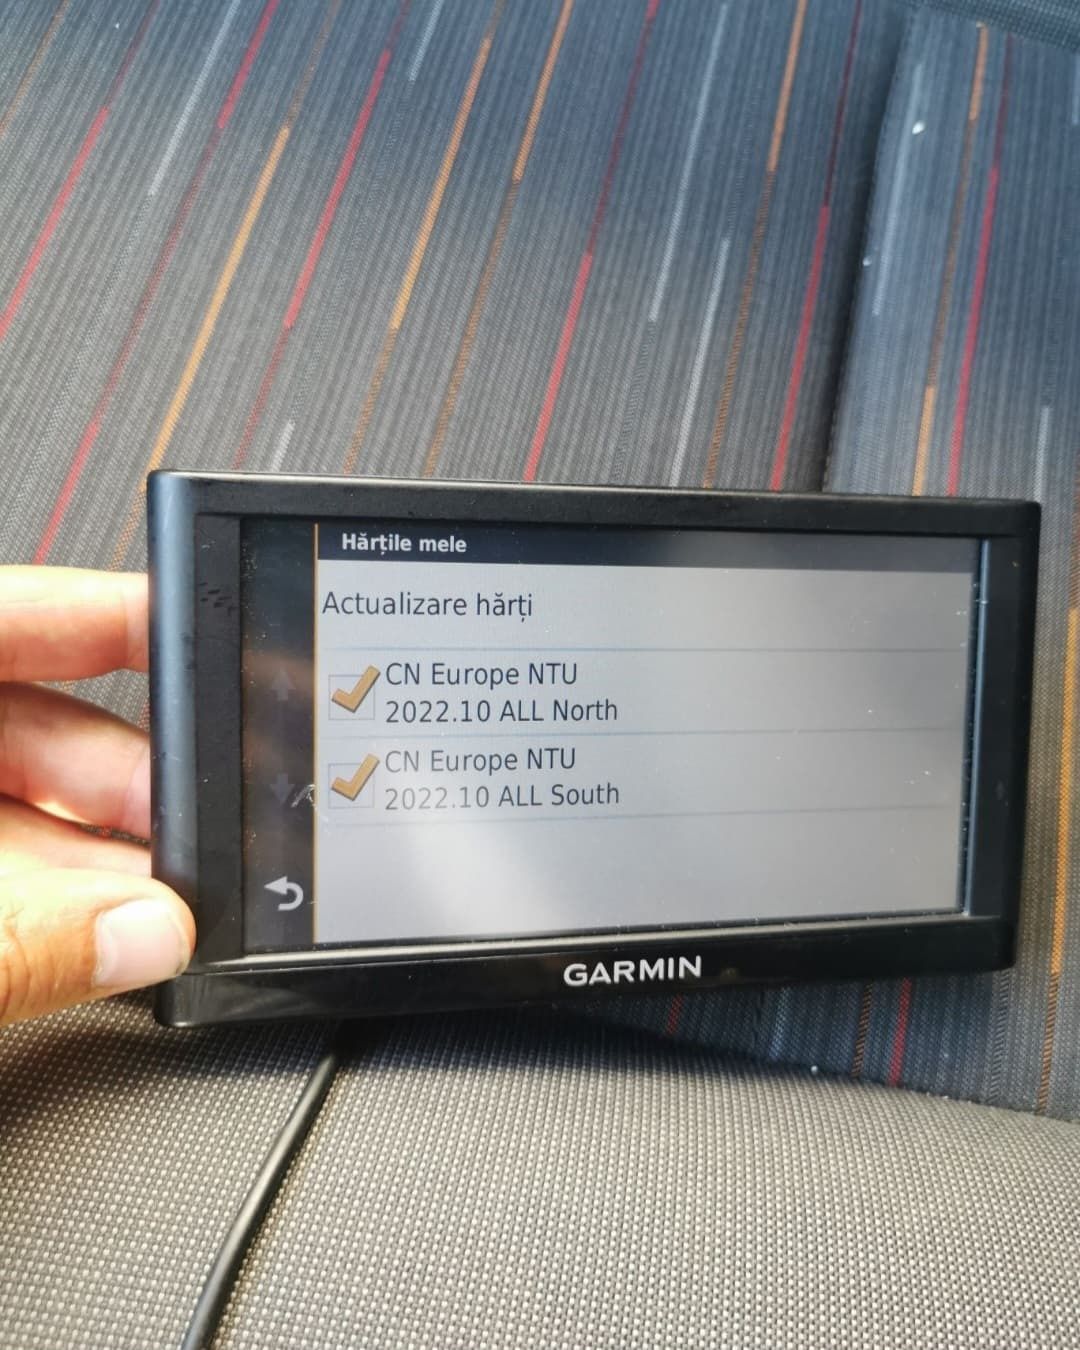 Hărțile mele
Actualizare hărți
CN Europe NTU
2022.10 ALL North
CN Europe NTU
2022.10 ALL South
GARMIN